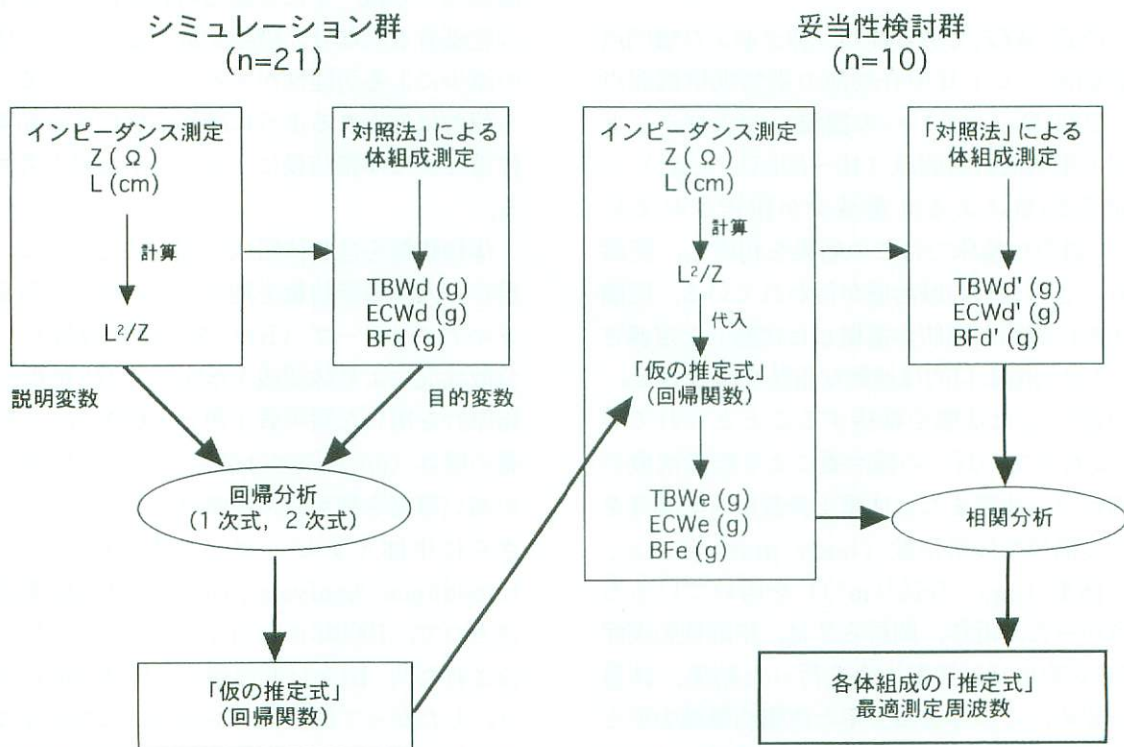 シミュレーション群
(n=21)
インピーダンス測定
Z ( Ω )
L (cm)
計算
L²/Z
「対照法」による
体組成測定
TBWd (g)
ECWd (g)
BFd (g)
説明変数
目的変数
回帰分析
(1 次式，2 次式)
「仮の推定式」
(回帰関数)
妥当性検討群
(n=10)
インピーダンス測定
Z ( Ω )
L (cm)
計算
L²/Z
代入
「仮の推定式」
(回帰関数)
TBWe (g)
ECWe (g)
BFe (g)
「対照法」による
体組成測定
TBWd' (g)
ECWd' (g)
BFd' (g)
相関分析
各体組成の「推定式」
最適測定周波数